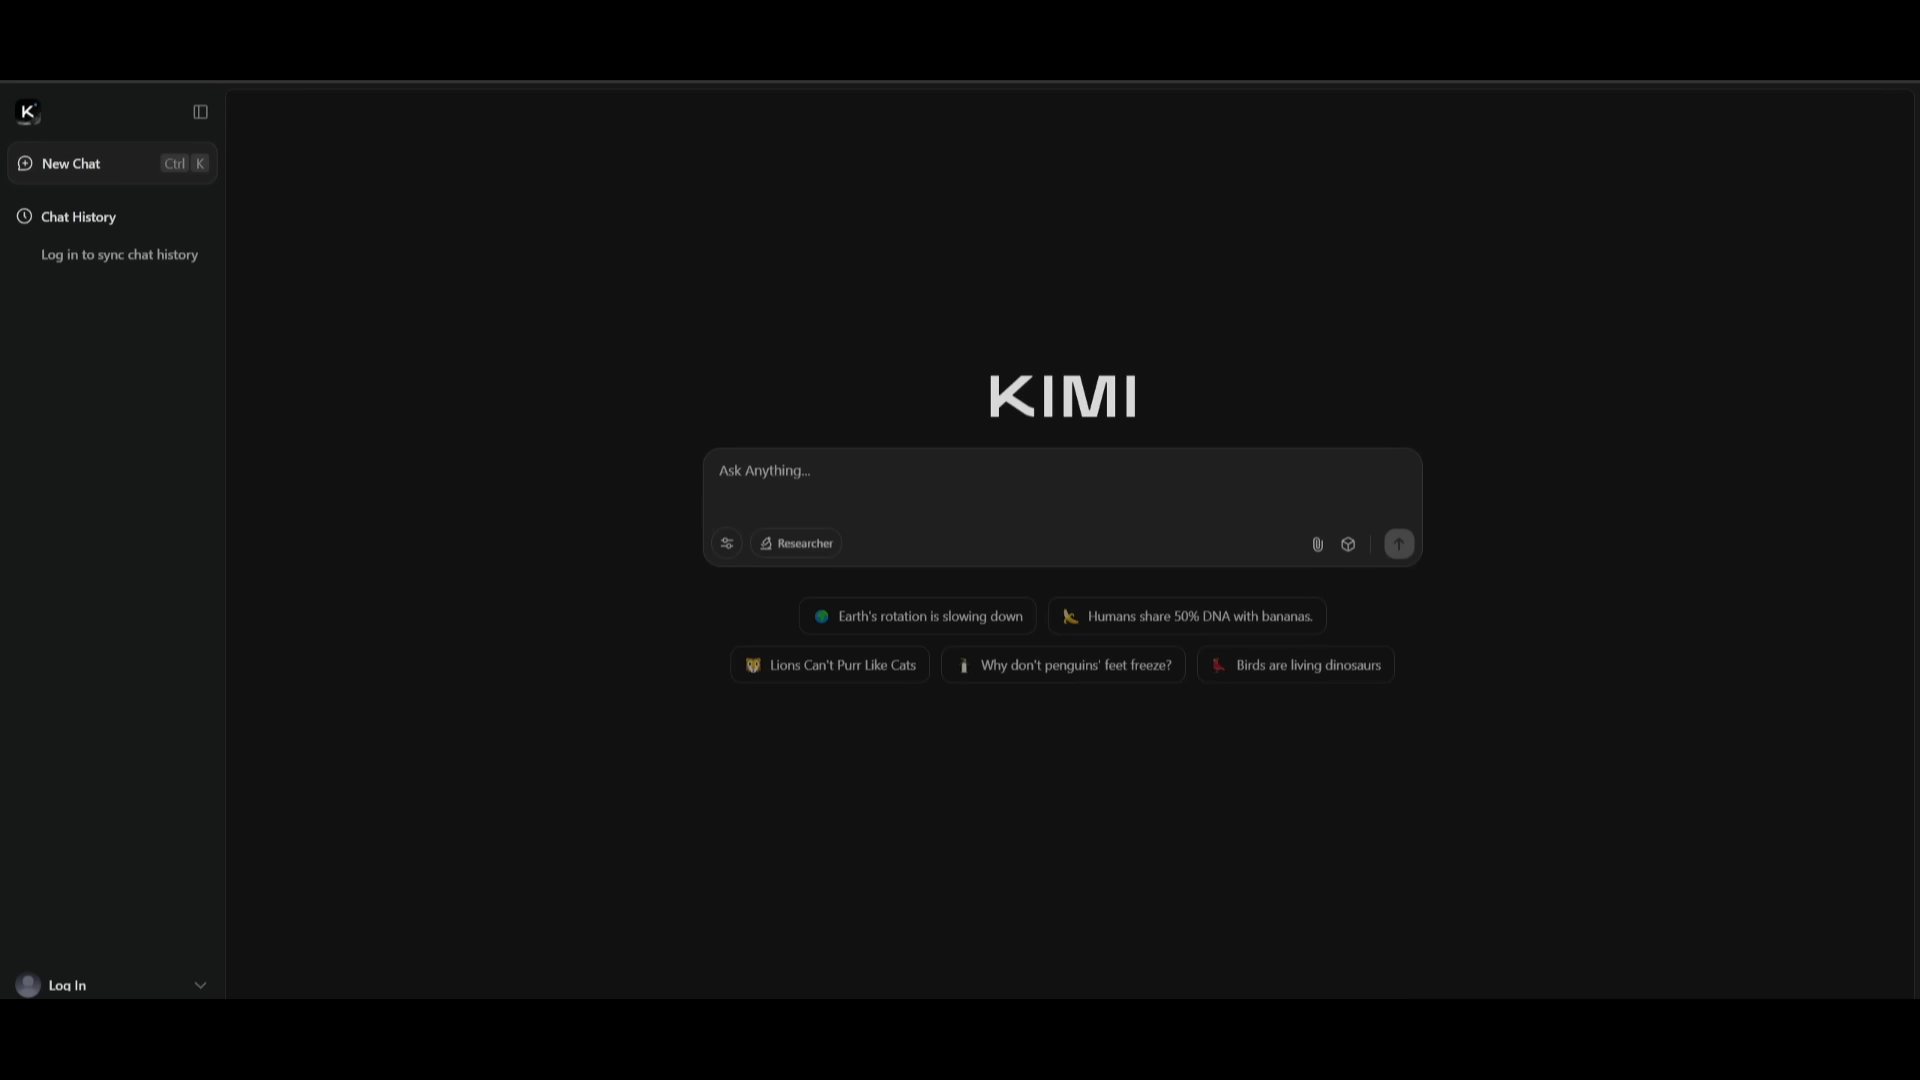 K
New Chat Ctrl K
Chat History
Log in to sync chat history
KIMI
Ask Anything...
Researcher
Earth's rotation is slowing down
Humans share 50% DNA with bananas.
Lions Can't Purr Like Cats
Why don't penguins' feet freeze?
Birds are living dinosaurs
Log In